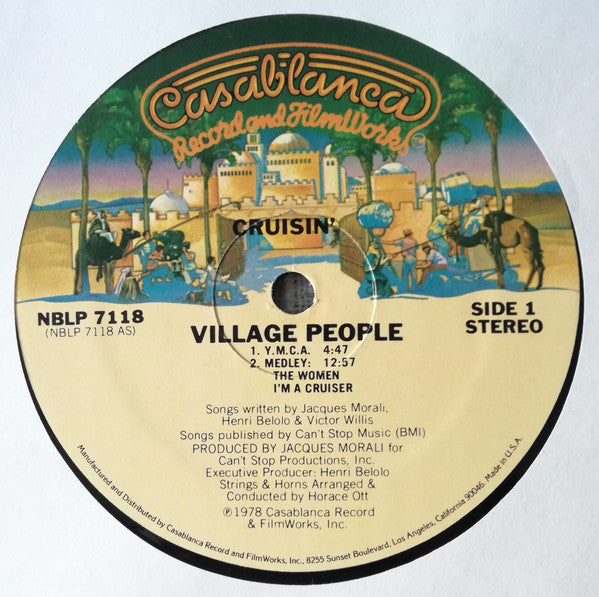 Casablanca
Record and FilmWorks
CRUISIN'
NBLP 7118
(NBLP 7118 AS)
SIDE 1
STEREO
VILLAGE PEOPLE
1. Y.M.C.A. 4:47
2. MEDLEY: 12:57
THE WOMEN
I'M A CRUISER
Songs written by Jacques Morali,
Henri Belolo & Victor Willis
Songs published by Can't Stop Music (BMI)
PRODUCED BY JACQUES MORALI for
Can't Stop Productions, Inc.
Executive Producer: Henri Belolo
Strings & Horns Arranged &
Conducted by Horace Ott
℗1978 Casablanca Record
& FilmWorks, Inc.
Manufactured and Distributed by Casablanca Record and FilmWorks, Inc., 8255 Sunset Boulevard, Los Angeles, California 90046. Made in U.S.A.